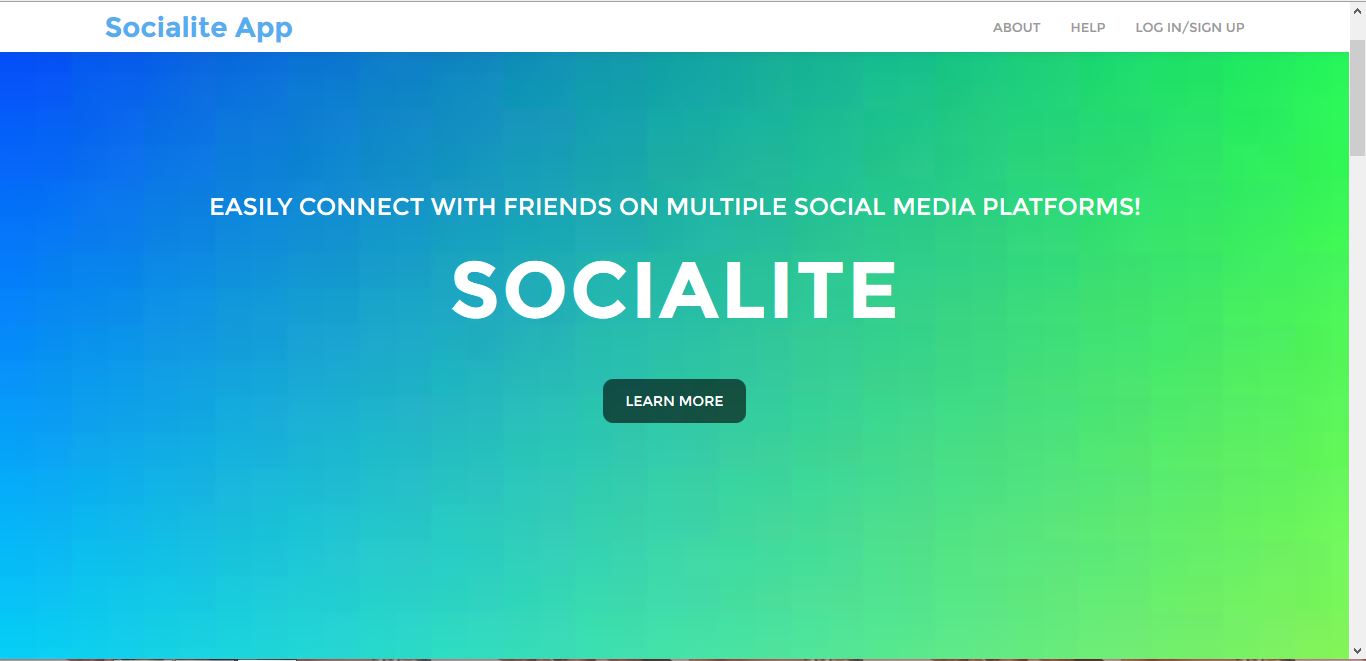 Socialite App
ABOUT
HELP
LOG IN/SIGN UP
EASILY CONNECT WITH FRIENDS ON MULTIPLE SOCIAL MEDIA PLATFORMS!
SOCIALITE
LEARN MORE